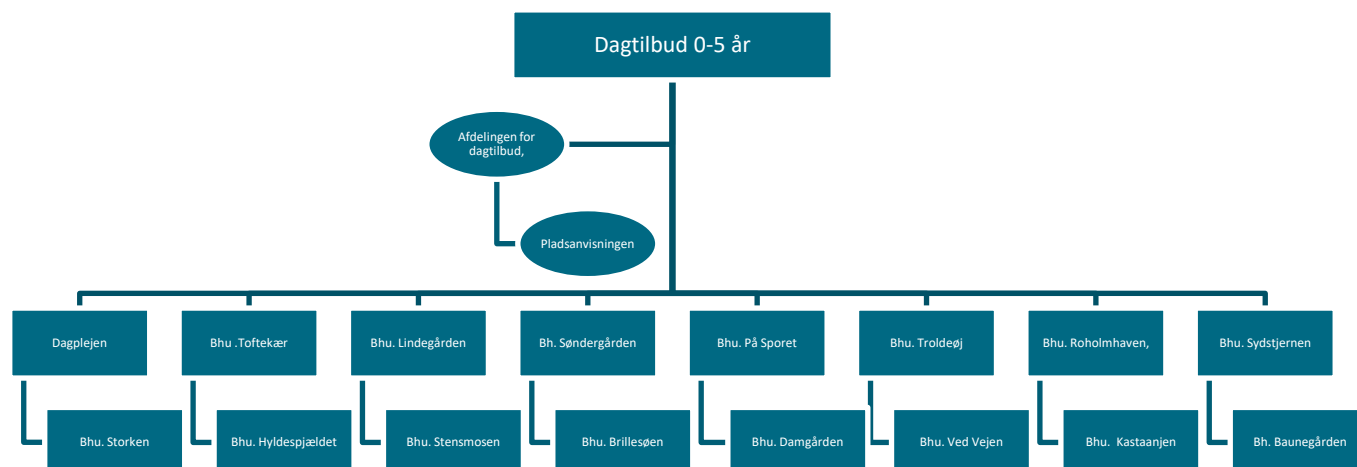 Dagtilbud 0-5 år
Afdelingen for
dagtilbud,
Pladsanvisningen
Dagplejen
Bhu .Toftekær
Bhu. Lindegården
Bh. Søndergården
Bhu. På Sporet
Bhu. Troldeøj
Bhu. Roholmhaven,
Bhu. Sydstjernen
Bhu. Storken
Bhu. Hyldespjældet
Bhu. Stensmosen
Bhu. Brillesøen
Bhu. Damgården
Bhu. Ved Vejen
Bhu. Kastaanjen
Bh. Baunegården